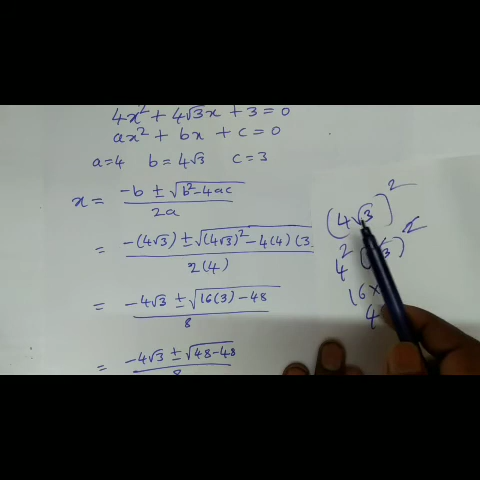 4x² + 4√3x + 3 = 0
ax² + bx + c = 0
a=4 b = 4√3 c = 3
x = (-b ± √(b²-4ac))/(2a)
= (-(4√3) ± √((4√3)² - 4(4)(3.))/(2(4))
= (-4√3 ± √(16(3) - 48))/8
= (-4√3 ± √(48-48))/8
(4√3)²
4² (√3)²
16×
4